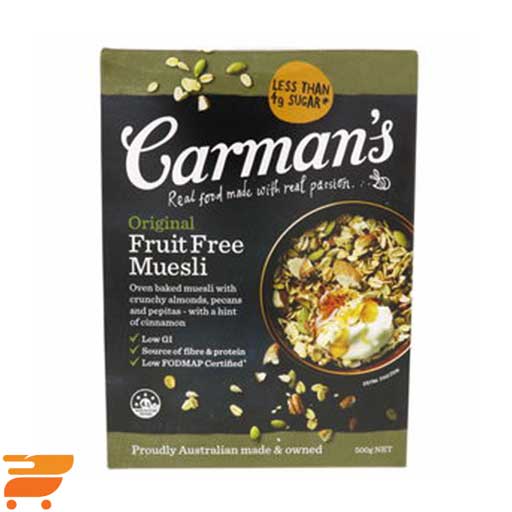 LESS THAN
4g SUGAR*
Carman's
Real food made with real passion.
Original
Fruit Free
Muesli
Oven baked muesli with
crunchy almonds, pecans
and pepitas - with a hint
of cinnamon
✓ Low GI
✓ Source of fibre & protein
✓ Low FODMAP Certified*
Proudly Australian made & owned
500g NET